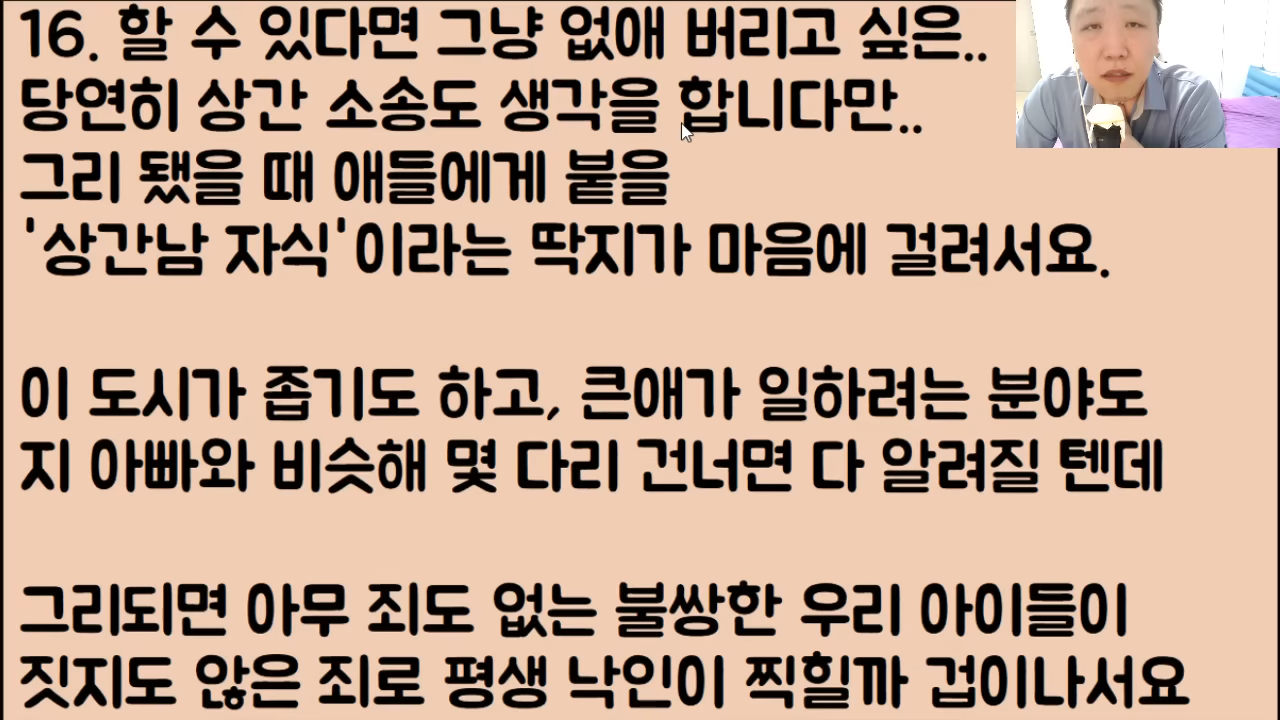 16. 할 수 있다면 그냥 없애 버리고 싶은..
당연히 상간 소송도 생각을 합니다만..
그리 됐을 때 애들에게 붙을
'상간남 자식'이라는 딱지가 마음에 걸려서요.
이 도시가 좁기도 하고, 큰애가 일하려는 분야도
지 아빠와 비슷해 몇 다리 건너면 다 알려질 텐데
그리되면 아무 죄도 없는 불쌍한 우리 아이들이
짓지도 않은 죄로 평생 낙인이 찍힐까 겁이나서요